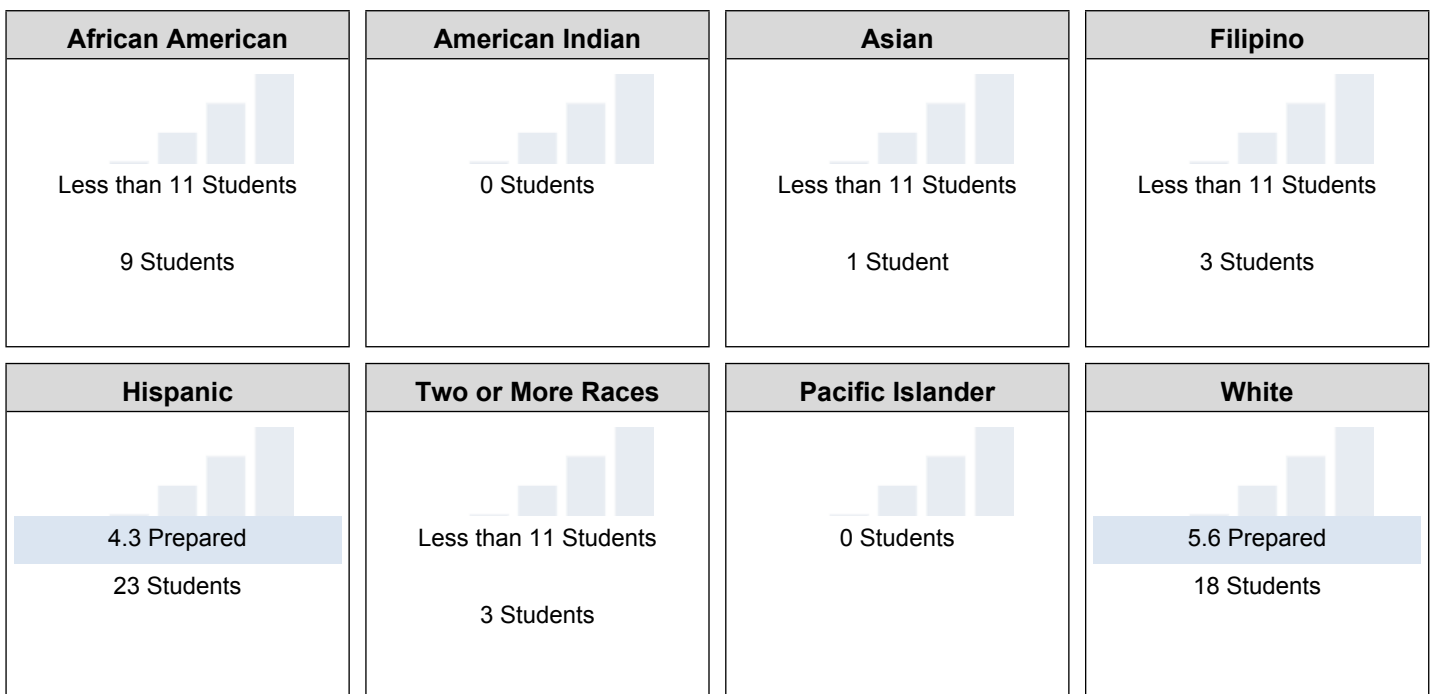 African American
Less than 11 Students
9 Students
American Indian
0 Students
Asian
Less than 11 Students
1 Student
Filipino
Less than 11 Students
3 Students
Hispanic
4.3 Prepared
23 Students
Two or More Races
Less than 11 Students
3 Students
Pacific Islander
0 Students
White
5.6 Prepared
18 Students